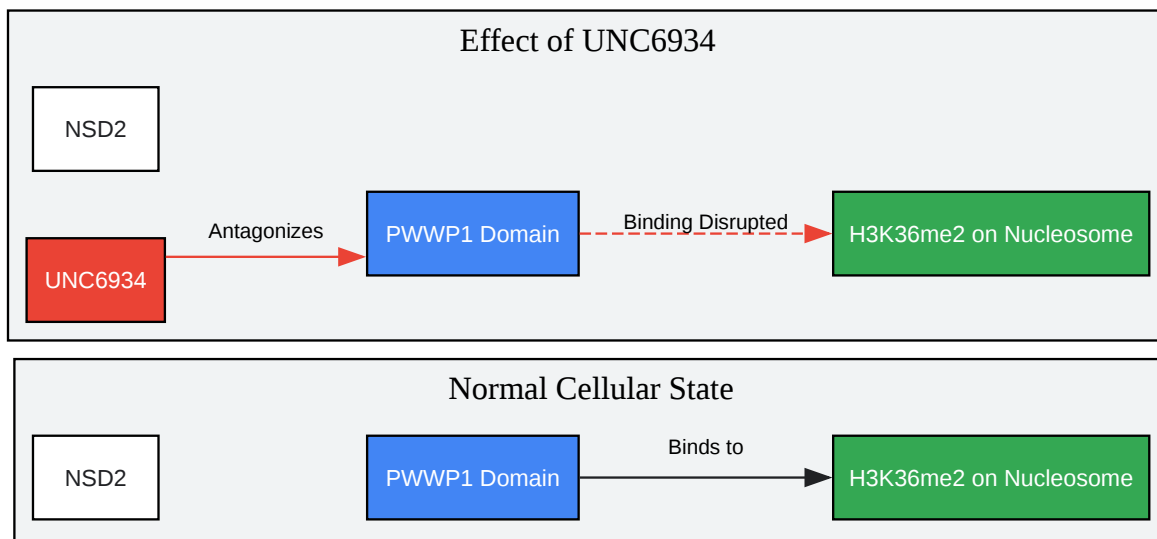 Effect of UNC6934
NSD2
UNC6934
Antagonizes
PWWP1 Domain
Binding Disrupted
H3K36me2 on Nucleosome
Normal Cellular State
NSD2
PWWP1 Domain
Binds to
H3K36me2 on Nucleosome